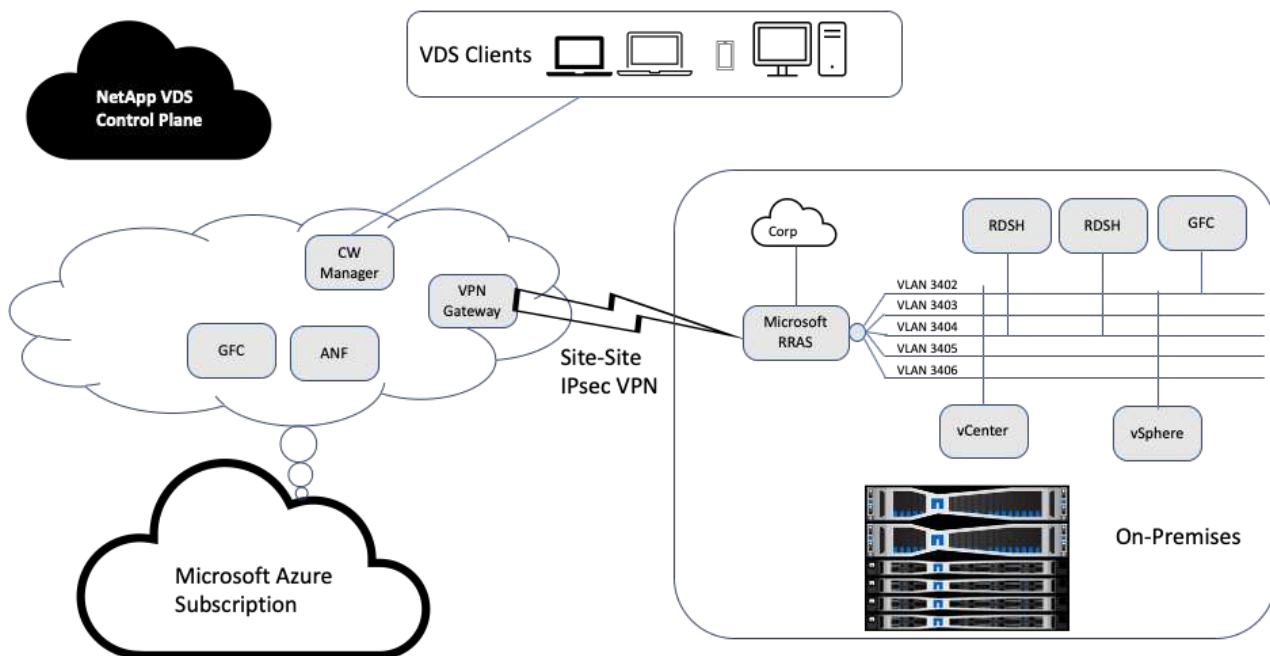 VDS Clients
NetApp VDS
Control Plane
CW
Manager
VPN
Gateway
GFC
ANF
Site-Site
IPsec VPN
Microsoft Azure
Subscription
Corp
Microsoft
RRAS
RDSH
RDSH
GFC
VLAN 3402
VLAN 3403
VLAN 3404
VLAN 3405
VLAN 3406
vCenter
vSphere
On-Premises